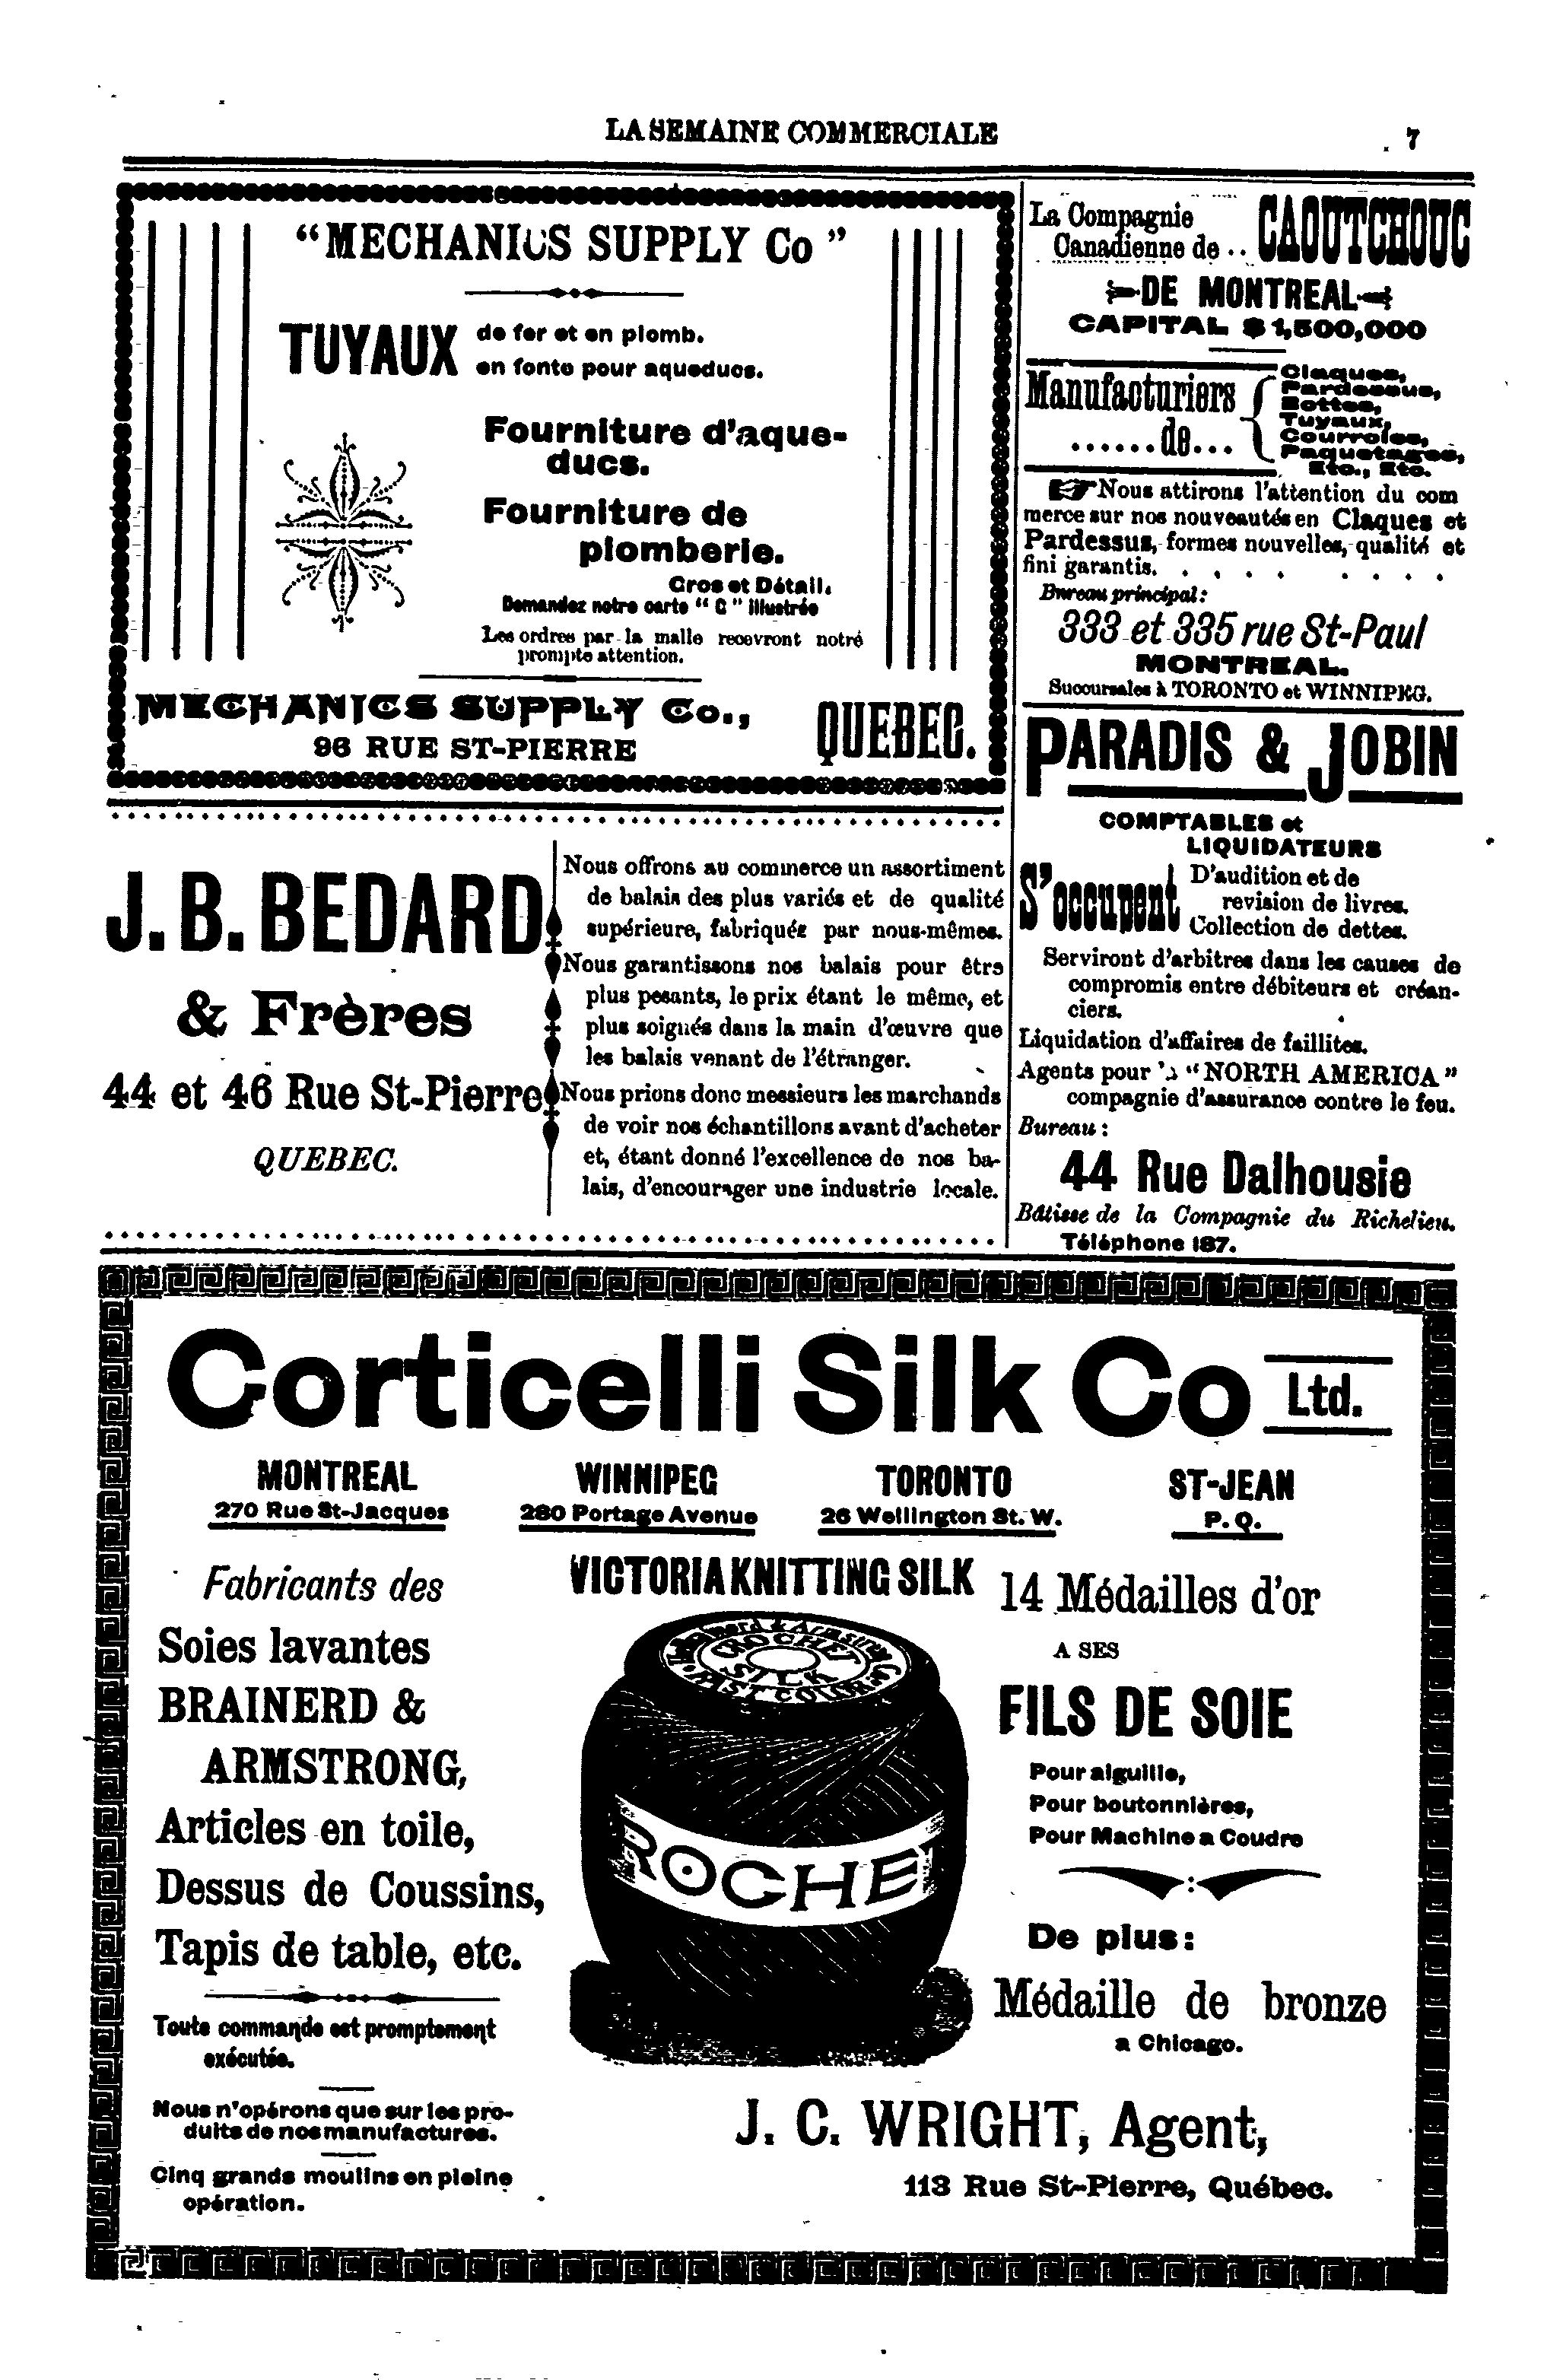 LA SEMAINE COMMERCIALE
7
"MECHANICS SUPPLY Co"
TUYAUX
de fer et en plomb.
en fonte pour aqueducs.
Fourniture d'aque-
ducs.
Fourniture de
plomberie.
Gros et Détail.
Demandez notre carte "C" illustrée
Les ordres par la malle recevront notre
prompte attention.
MECHANICS SUPPLY Co.,
96 RUE ST-PIERRE
QUEBEC.
La Compagnie
Canadienne de ..
CAOUTCHOUC
DE MONTREAL
CAPITAL $1,500,000
Manufacturiers
......de...
Claques,
Pardessus,
Bottes,
Tuyaux,
Courroies,
Paquetages,
Etc., Etc.
Nous attirons l'attention du com
merce sur nos nouveautés en Claques et
Pardessus, formes nouvelles, qualité et
fini garantis. . . . . . . . .
Bureau principal:
333 et 335 rue St-Paul
MONTREAL.
Succursales à TORONTO et WINNIPEG.
J. B. BEDARD
& Frères
44 et 46 Rue St-Pierre
QUEBEC.
Nous offrons au commerce un assortiment
de balais des plus variés et de qualité
supérieure, fabriqués par nous-mêmes.
Nous garantissons nos balais pour être
plus pesants, le prix étant le même, et
plus soignés dans la main d'œuvre que
les balais venant de l'étranger.
Nous prions donc messieurs les marchands
de voir nos échantillons avant d'acheter
et, étant donné l'excellence de nos ba-
lais, d'encourager une industrie locale.
PARADIS & JOBIN
COMPTABLES et
LIQUIDATEURS
S'occupent
D'audition et de
revision de livres.
Collection de dettes.
Serviront d'arbitres dans les causes de
compromis entre débiteurs et créan-
ciers.
Liquidation d'affaires de faillites.
Agents pour la "NORTH AMERICA"
compagnie d'assurance contre le feu.
Bureau:
44 Rue Dalhousie
Bâtisse de la Compagnie du Richelieu.
Téléphone 187.
Corticelli Silk Co Ltd.
MONTREAL
270 Rue St-Jacques
WINNIPEG
280 Portage Avenue
TORONTO
26 Wellington St. W.
ST-JEAN
P. Q.
Fabricants des
Soies lavantes
BRAINERD &
ARMSTRONG,
Articles en toile,
Dessus de Coussins,
Tapis de table, etc.
Toute commande est promptement
exécutée.
Nous n'opérons que sur les pro-
duits de nos manufactures.
Cinq grands moulins en pleine
opération.
VICTORIA KNITTING SILK
The Brainerd & Armstrong Co.
CROCHET
SILK
FAST COLOR
ROCHE
14 Médailles d'or
A SES
FILS DE SOIE
Pour aiguille,
Pour boutonnières,
Pour Machine a Coudre
De plus:
Médaille de bronze
a Chicago.
J. C. WRIGHT, Agent,
113 Rue St-Pierre, Québec.